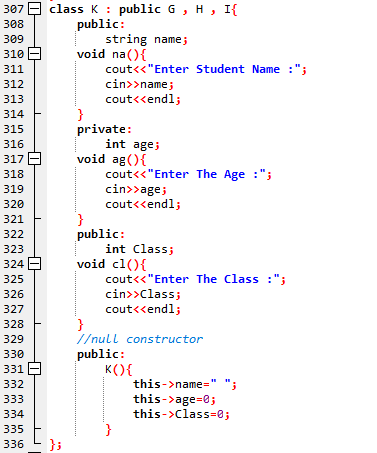 307 class K : public G , H , I{
308 public:
309 string name;
310 void na(){
311 cout<<"Enter Student Name :";
312 cin>>name;
313 cout<<endl;
314 }
315 private:
316 int age;
317 void ag(){
318 cout<<"Enter The Age :";
319 cin>>age;
320 cout<<endl;
321 }
322 public:
323 int Class;
324 void cl(){
325 cout<<"Enter The Class :";
326 cin>>Class;
327 cout<<endl;
328 }
329 //null constructor
330 public:
331 K(){
332 this->name=" ";
333 this->age=0;
334 this->Class=0;
335 }
336 };